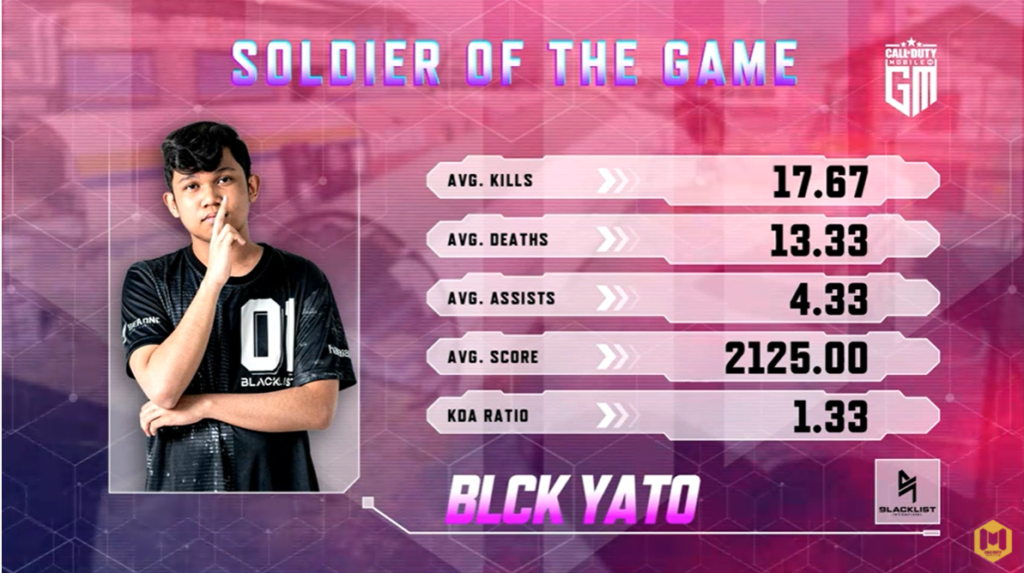 SOLDIER OF THE GAME
CALL OF DUTY
MOBILE
GM
AVG. KILLS 17.67
AVG. DEATHS 13.33
AVG. ASSISTS 4.33
AVG. SCORE 2125.00
KDA RATIO 1.33
01
BLACKLIST
BLCK YATO
BLACKLIST
INTERNATIONAL